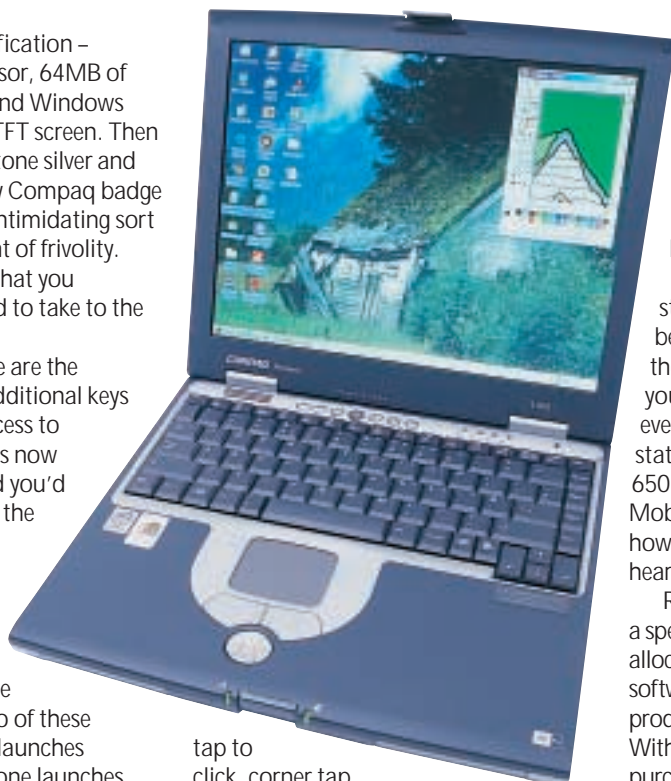 fication –
sor, 64MB of
nd Windows
TFT screen. Then
tone silver and
w Compaq badge
ntimidating sort
t of frivolity.
hat you
d to take to the
e are the
dditional keys
cess to
s now
d you'd
the
e
o of these
launches
one launches
COMPAQ
tap to
click, corner tap
st
be
th
you
eve
stat
650
Mob
how
hear
R
a spe
alloc
softw
proc
With
purc